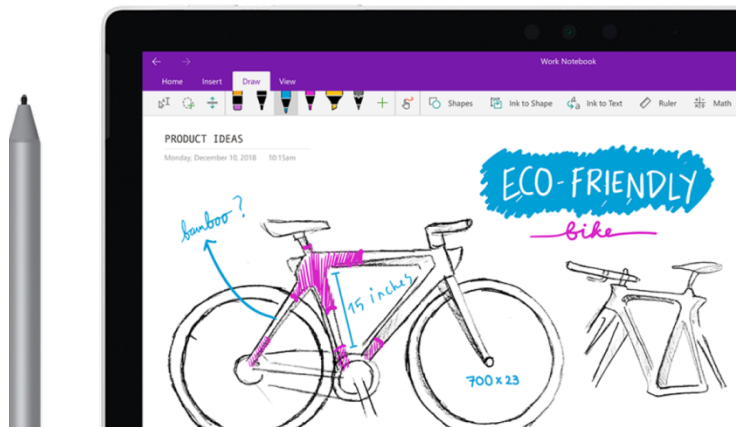 Work Notebook
Home Insert Draw View
Shapes Ink to Shape Ink to Text Ruler Math
PRODUCT IDEAS
Monday, December 10, 2018 10:15am
ECO-FRIENDLY
bike
bamboo?
15 inches
700 x 23